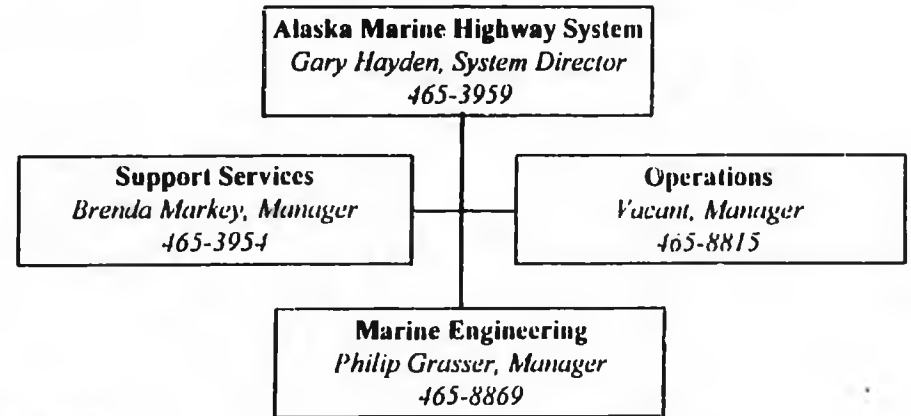 Alaska Marine Highway System
Gary Hayden, System Director
465-3959
Support Services
Brenda Markey, Manager
465-3954
Operations
Vacant, Manager
465-8815
Marine Engineering
Philip Grasser, Manager
465-8869